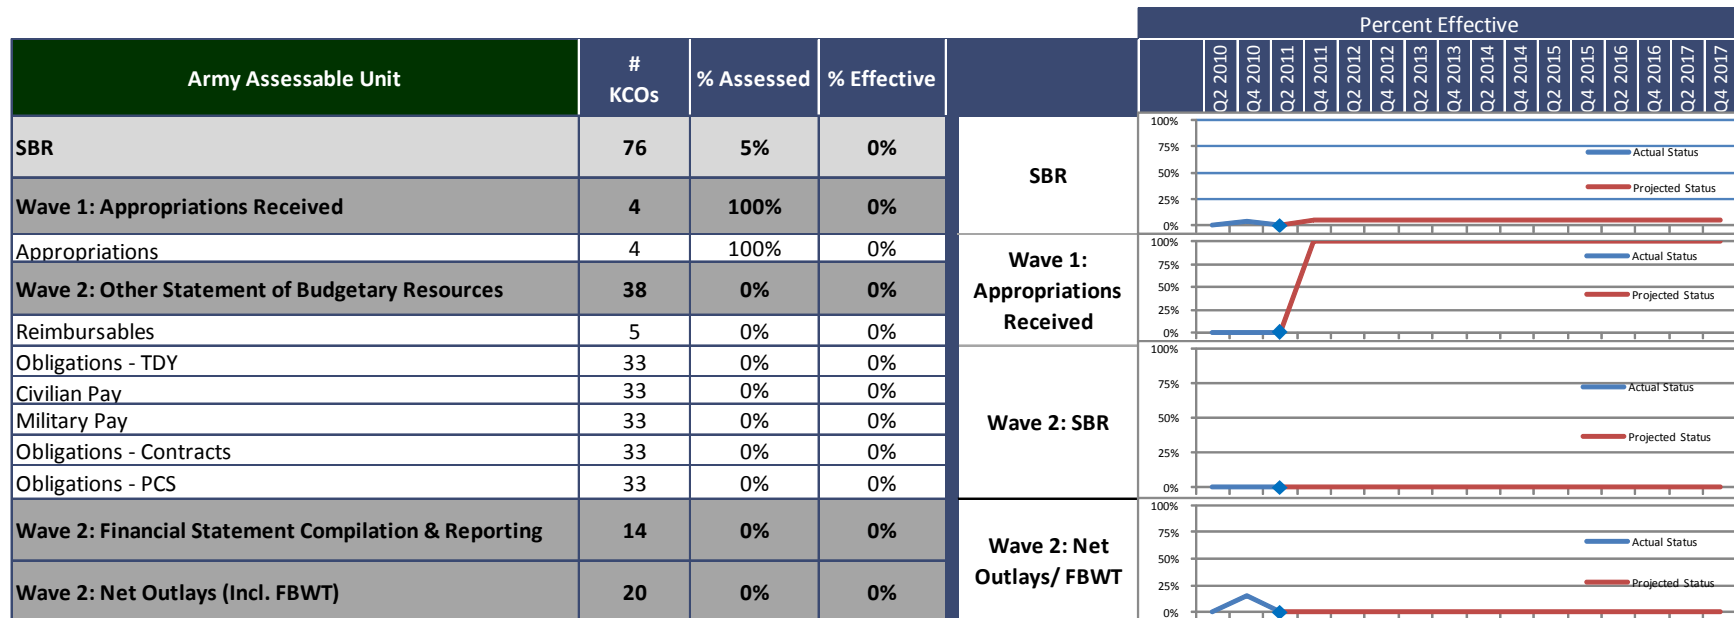 Percent Effective
Army Assessable Unit # KCOs % Assessed % Effective Q2 2010 Q4 2010 Q2 2011 Q4 2011 Q2 2012 Q4 2012 Q2 2013 Q4 2013 Q2 2014 Q4 2014 Q2 2015 Q4 2015 Q2 2016 Q4 2016 Q2 2017 Q4 2017
SBR 76 5% 0%
Wave 1: Appropriations Received 4 100% 0%
Appropriations 4 100% 0%
Wave 2: Other Statement of Budgetary Resources 38 0% 0%
Reimbursables 5 0% 0%
Obligations - TDY 33 0% 0%
Civilian Pay 33 0% 0%
Military Pay 33 0% 0%
Obligations - Contracts 33 0% 0%
Obligations - PCS 33 0% 0%
Wave 2: Financial Statement Compilation & Reporting 14 0% 0%
Wave 2: Net Outlays (Incl. FBWT) 20 0% 0%
SBR
100%
75%
Actual Status
50%
Projected Status
25%
0%
Wave 1:
Appropriations
Received
100%
Actual Status
75%
50%
Projected Status
25%
0%
Wave 2: SBR
100%
75%
Actual Status
50%
Projected Status
25%
0%
Wave 2: Net
Outlays/ FBWT
100%
75%
Actual Status
50%
25%
Projected Status
0%